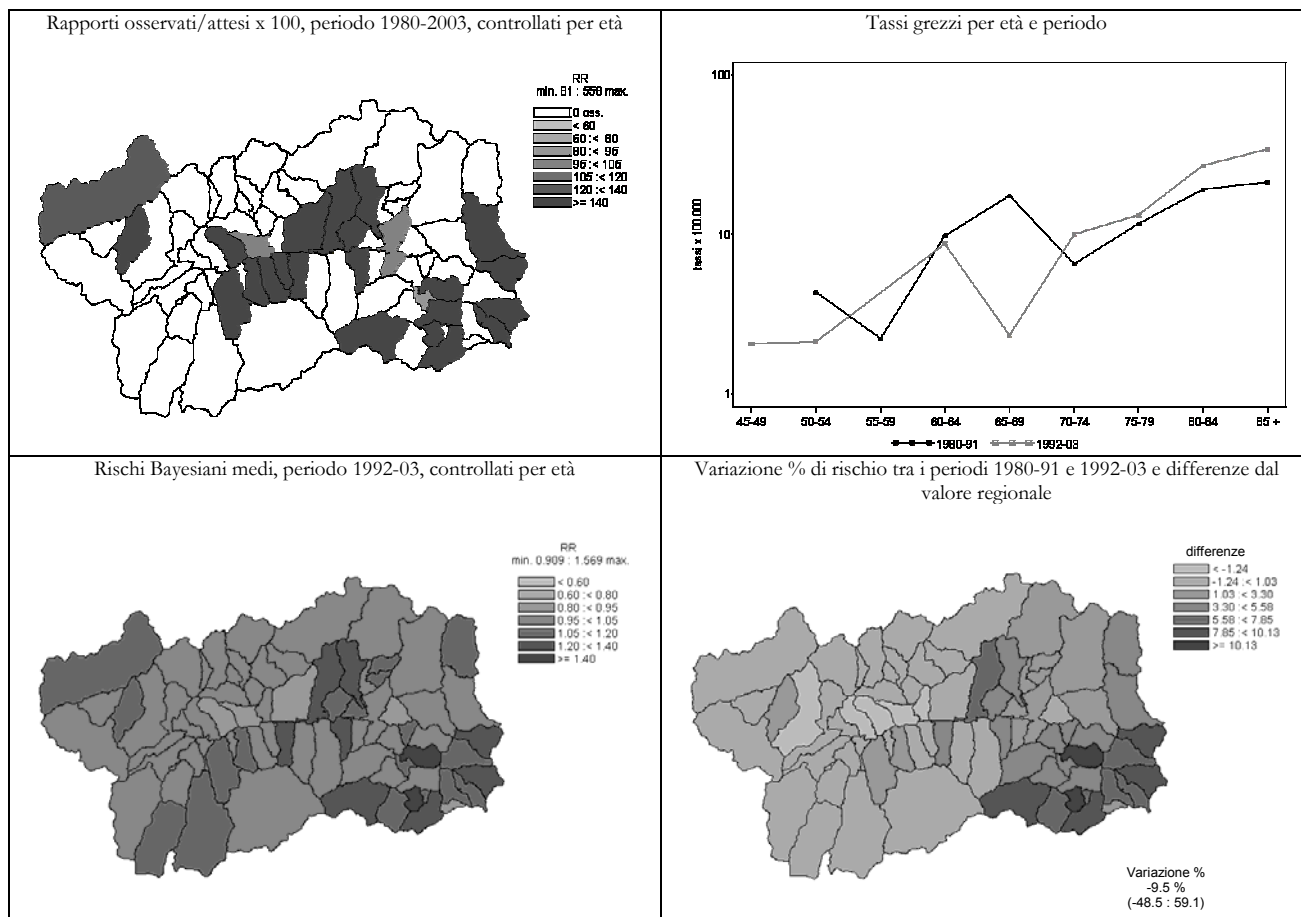 Rapporti osservati/attesi x 100, periodo 1980-2003, controllati per età
RR
min. 61 : 556 max.
0 oss.
< 60
60 :< 80
80 :< 95
95 :< 105
105 :< 120
120 :< 140
>= 140
Tassi grezzi per età e periodo
100
10
1
tassi x 100.000
45-49 50-54 55-59 60-64 65-69 70-74 75-79 80-84 85 +
1980-91 1992-03
Rischi Bayesiani medi, periodo 1992-03, controllati per età
RR
min. 0.909 : 1.569 max.
< 0.60
0.60 :< 0.80
0.80 :< 0.95
0.95 :< 1.05
1.05 :< 1.20
1.20 :< 1.40
>= 1.40
Variazione % di rischio tra i periodi 1980-91 e 1992-03 e differenze dal
valore regionale
differenze
< -1.24
-1.24 :< 1.03
1.03 :< 3.30
3.30 :< 5.58
5.58 :< 7.85
7.85 :< 10.13
>= 10.13
Variazione %
-9.5 %
(-48.5 : 59.1)